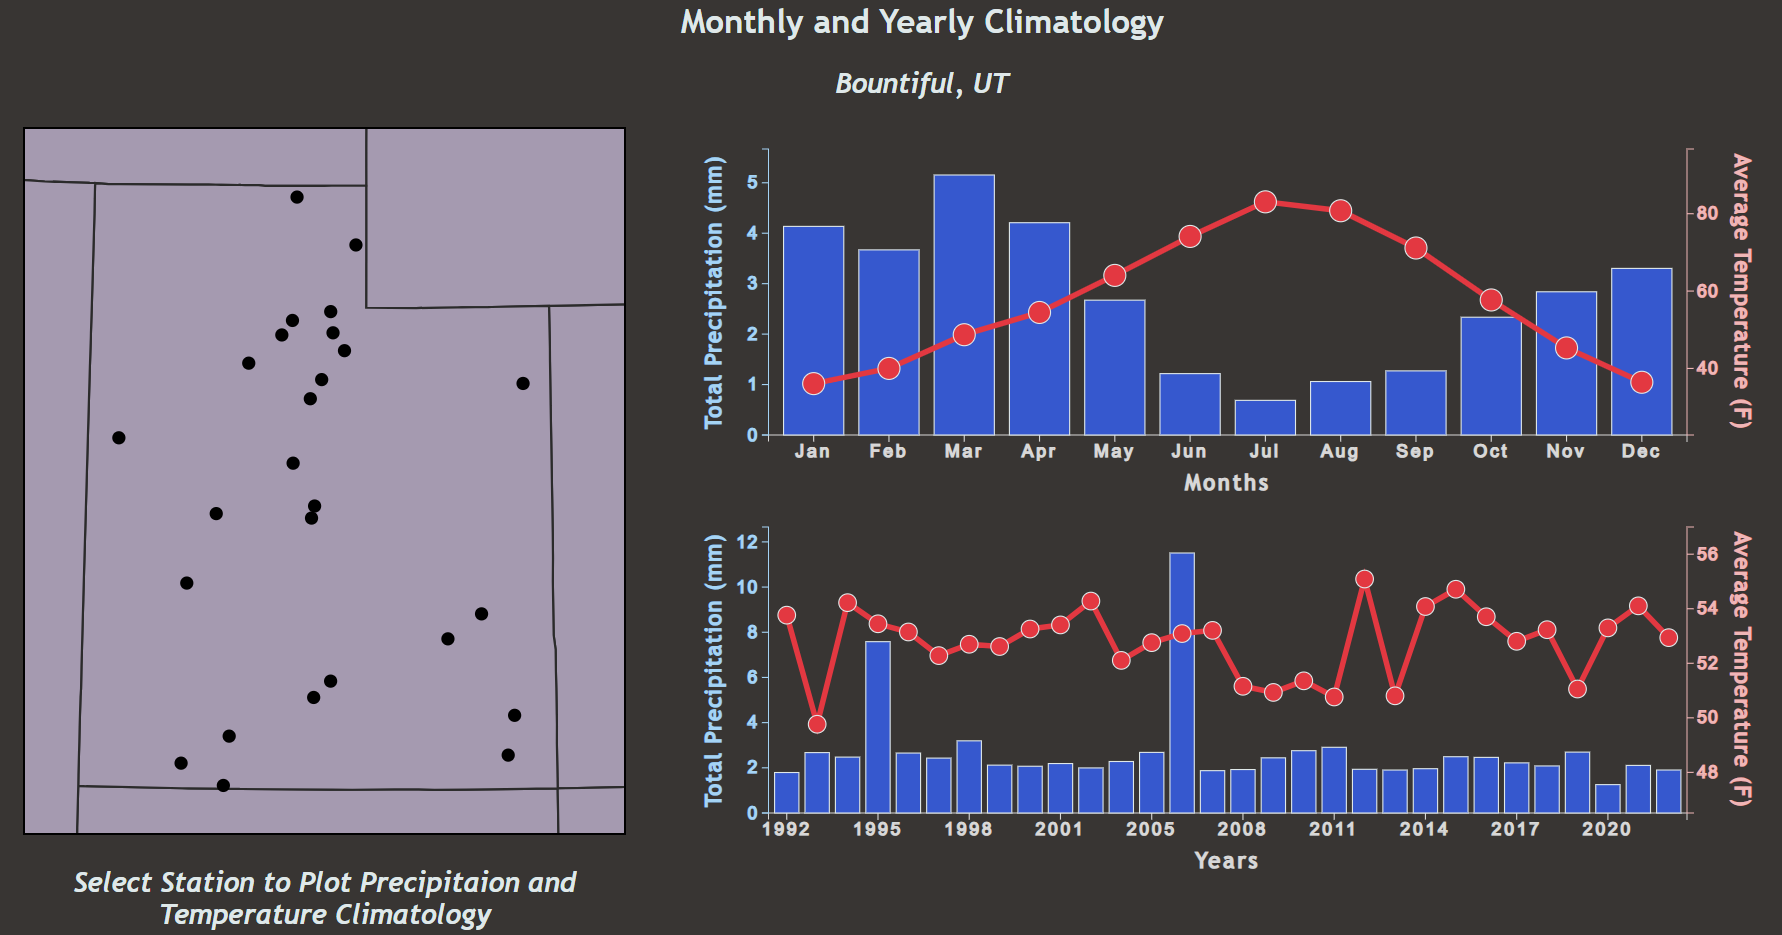 Monthly and Yearly Climatology
Bountiful, UT
Total Precipitation (mm)
5
4
3
2
1
0
Average Temperature (F)
80
60
40
Jan Feb Mar Apr May Jun Jul Aug Sep Oct Nov Dec
Months
Total Precipitation (mm)
12
10
8
6
4
2
0
Average Temperature (F)
56
54
52
50
48
1992 1995 1998 2001 2005 2008 2011 2014 2017 2020
Years
Select Station to Plot Precipitaion and
Temperature Climatology